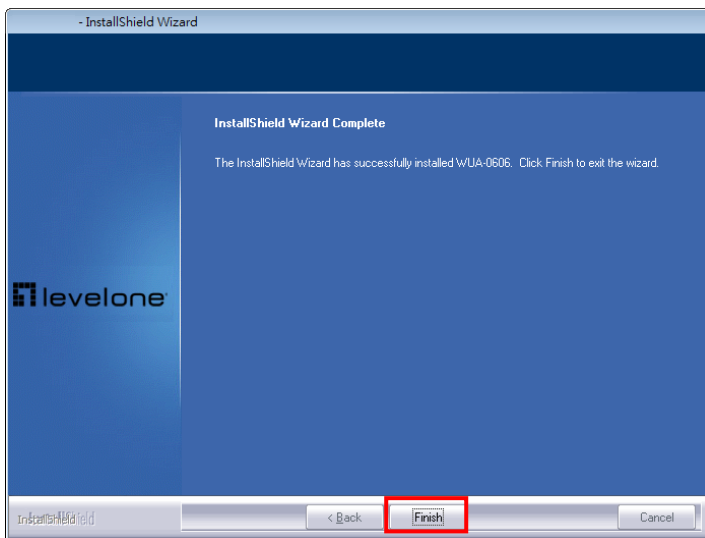 - InstallShield Wizard
InstallShield Wizard Complete
The InstallShield Wizard has successfully installed WUA-0606. Click Finish to exit the wizard.
levelone
InstallShield
< Back
Finish
Cancel